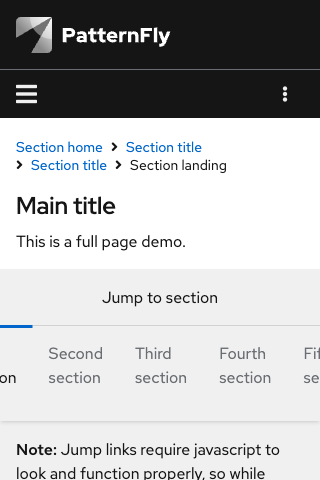 PatternFly
Section home > Section title
> Section title > Section landing
Main title
This is a full page demo.
Jump to section
on
Second section
Third section
Fourth section
Note: Jump links require javascript to
look and function properly, so while